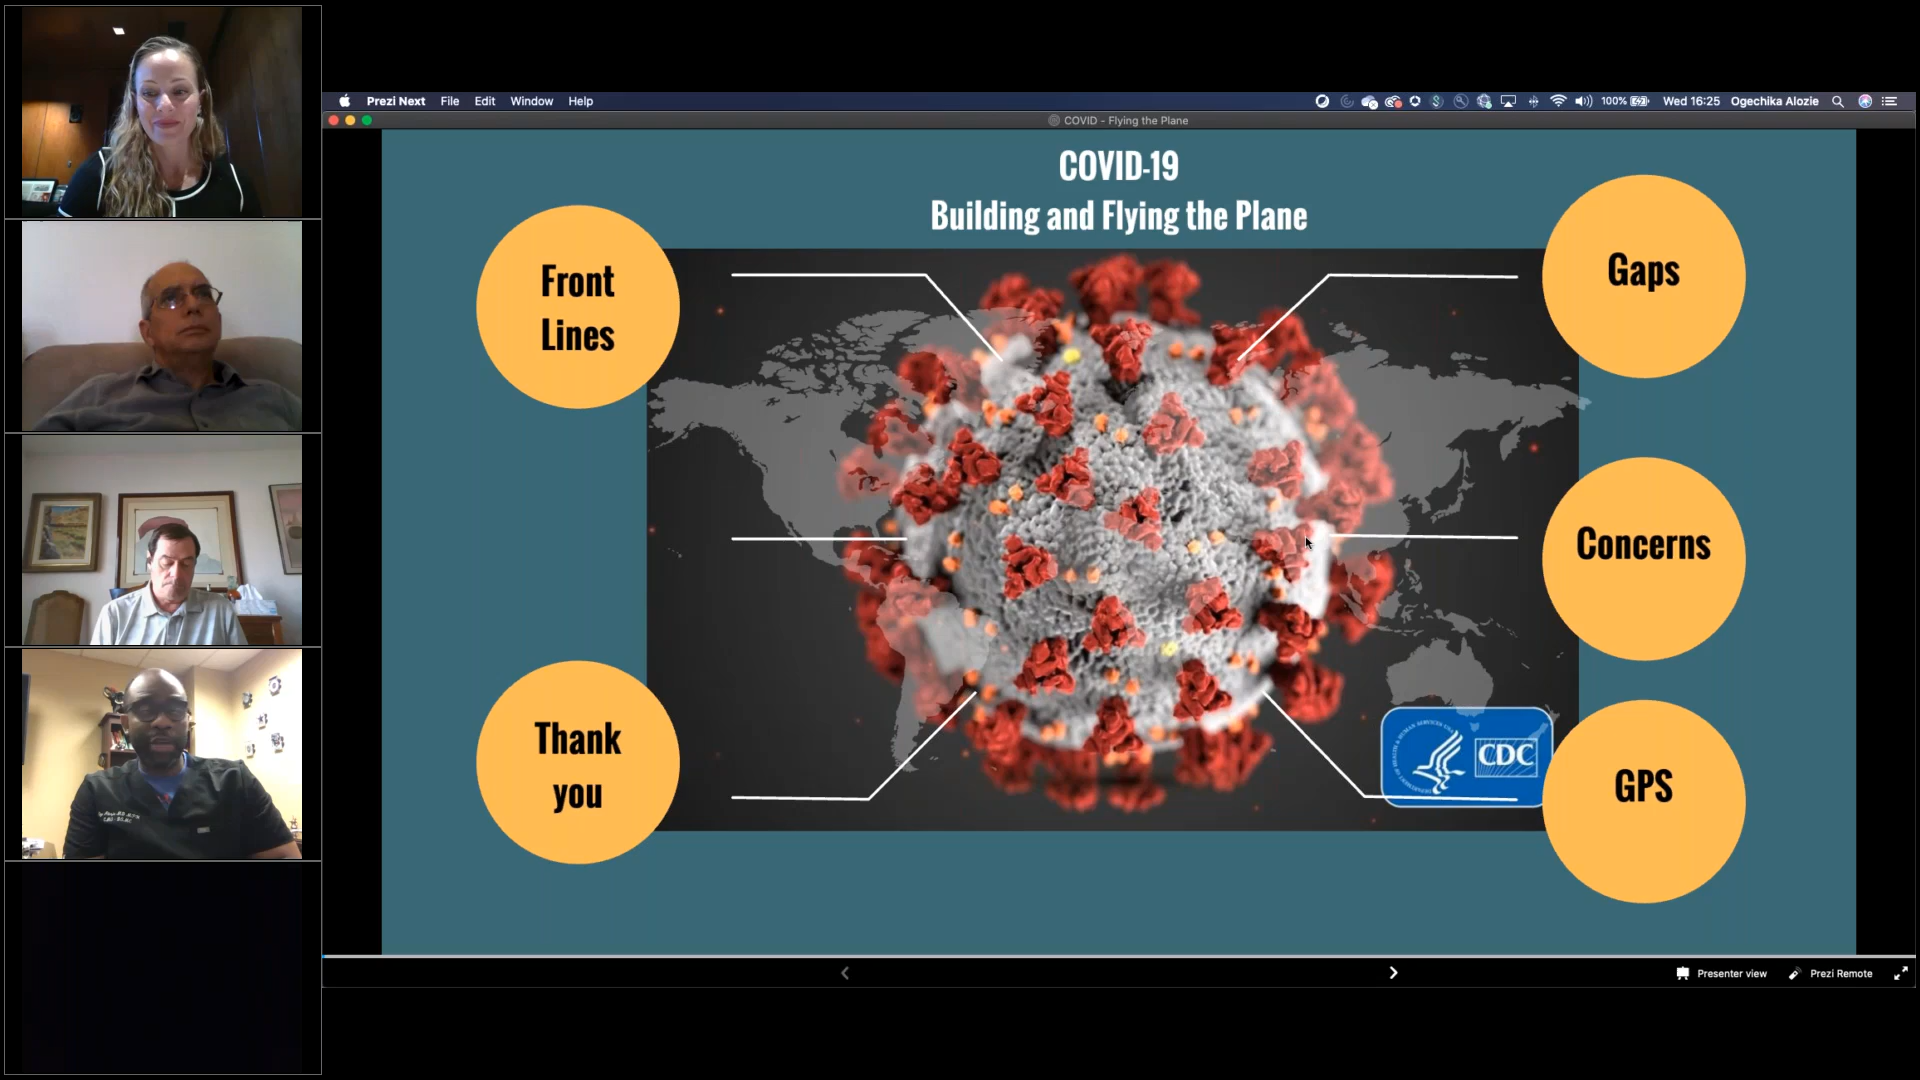 Prezi Next File Edit Window Help
100% Wed 16:25 Ogechika Alozie
COVID - Flying the Plane
COVID-19
Building and Flying the Plane
Front
Lines
Gaps
Concerns
Thank
you
GPS
CDC
Presenter view Prezi Remote